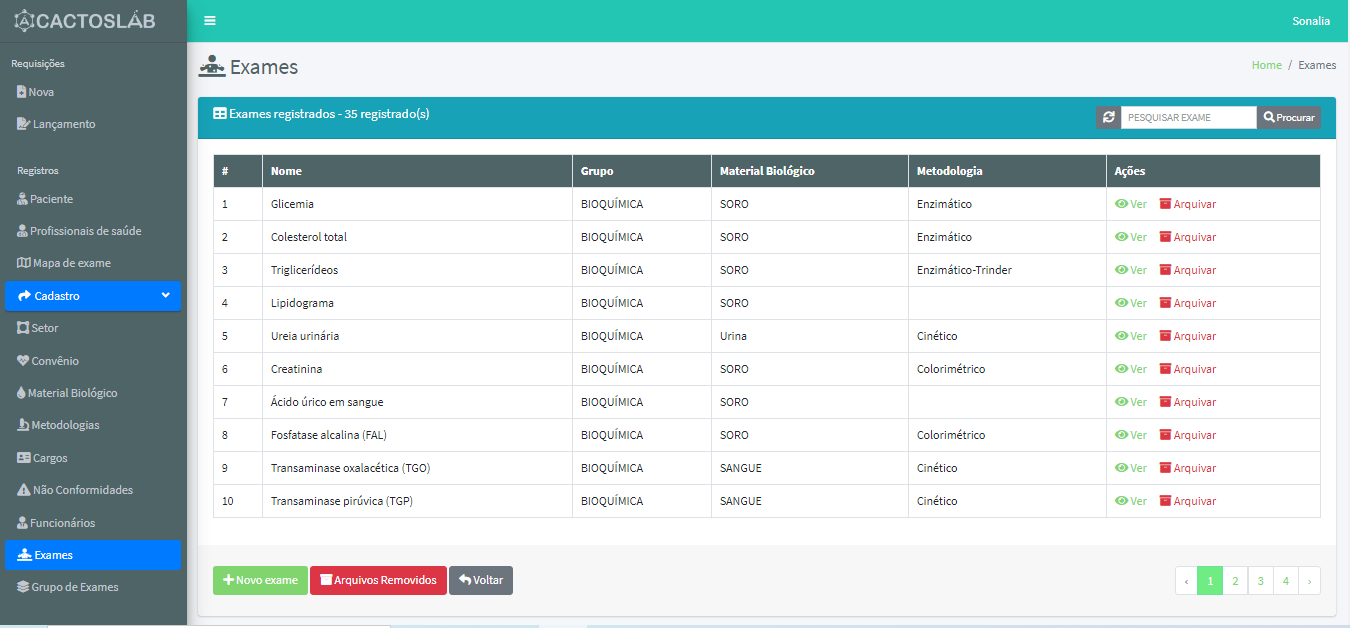 CACTOSLAB
Sonalia
Requisições
Nova
Lançamento
Registros
Paciente
Profissionais de saúde
Mapa de exame
Cadastro
Setor
Convênio
Material Biológico
Metodologias
Cargos
Não Conformidades
Funcionários
Exames
Grupo de Exames
Exames
Home / Exames
Exames registrados - 35 registrado(s)
PESQUISAR EXAME Procurar
# Nome Grupo Material Biológico Metodologia Ações
1 Glicemia BIOQUÍMICA SORO Enzimático Ver Arquivar
2 Colesterol total BIOQUÍMICA SORO Enzimático Ver Arquivar
3 Triglicerídeos BIOQUÍMICA SORO Enzimático-Trinder Ver Arquivar
4 Lipidograma BIOQUÍMICA SORO Ver Arquivar
5 Ureia urinária BIOQUÍMICA Urina Cinético Ver Arquivar
6 Creatinina BIOQUÍMICA SORO Colorimétrico Ver Arquivar
7 Ácido úrico em sangue BIOQUÍMICA SORO Ver Arquivar
8 Fosfatase alcalina (FAL) BIOQUÍMICA SORO Colorimétrico Ver Arquivar
9 Transaminase oxalacética (TGO) BIOQUÍMICA SANGUE Cinético Ver Arquivar
10 Transaminase pirúvica (TGP) BIOQUÍMICA SANGUE Cinético Ver Arquivar
Novo exame Arquivos Removidos Voltar
‹ 1 2 3 4 ›